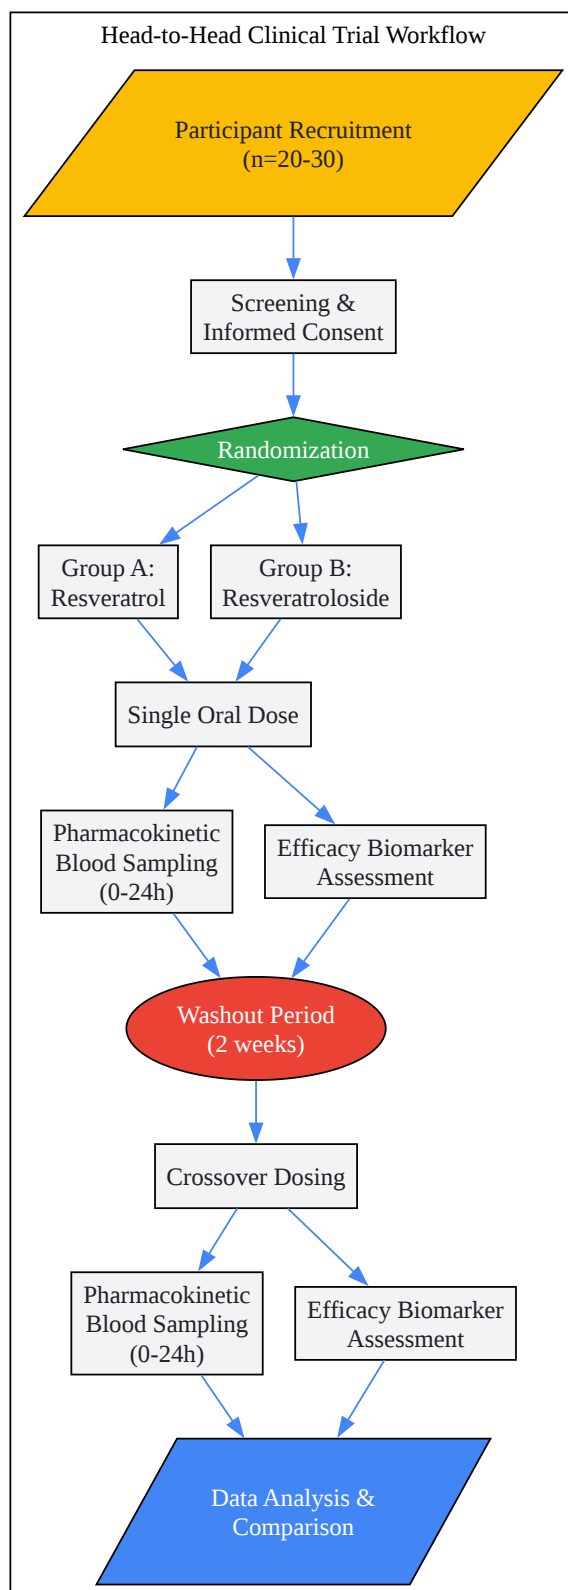 Head-to-Head Clinical Trial Workflow
Participant Recruitment
(n=20-30)
Screening &
Informed Consent
Randomization
Group A:
Resveratrol
Group B:
Resveratroloside
Single Oral Dose
Pharmacokinetic
Blood Sampling
(0-24h)
Efficacy Biomarker
Assessment
Washout Period
(2 weeks)
Crossover Dosing
Pharmacokinetic
Blood Sampling
(0-24h)
Efficacy Biomarker
Assessment
Data Analysis &
Comparison